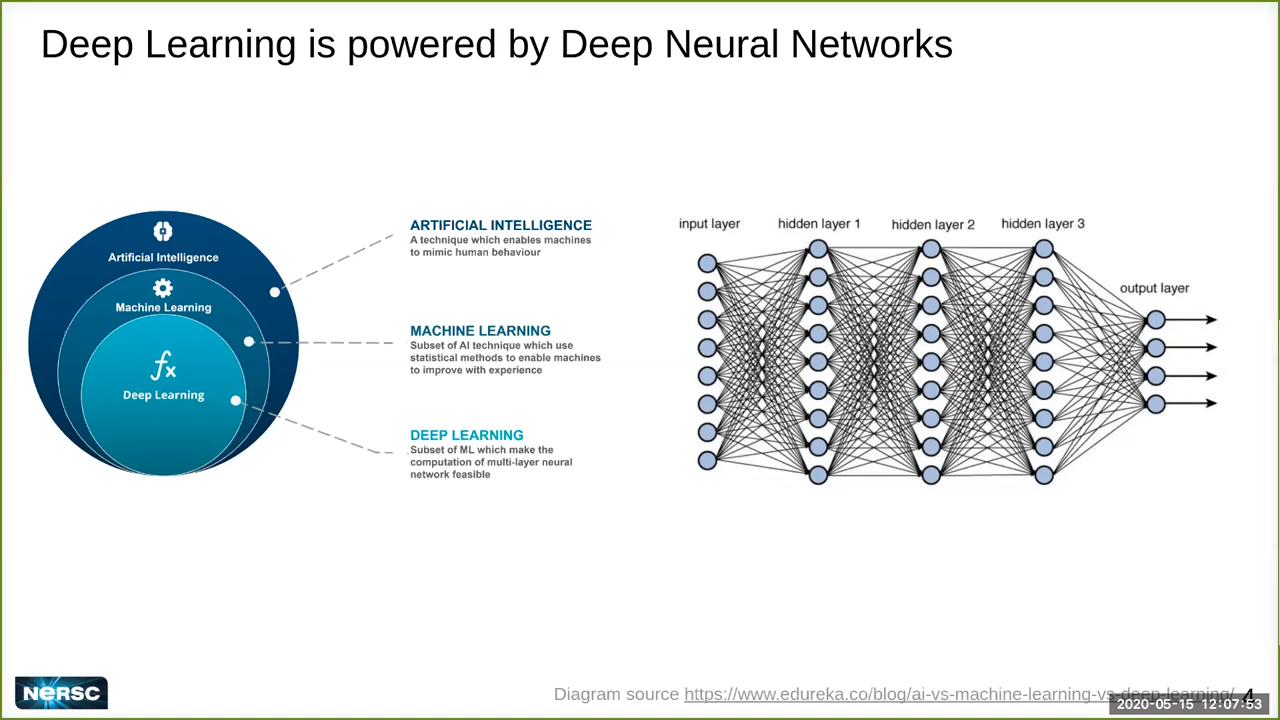 Deep Learning is powered by Deep Neural Networks
Artificial Intelligence
Machine Learning
fx
Deep Learning
ARTIFICIAL INTELLIGENCE
A technique which enables machines
to mimic human behaviour
MACHINE LEARNING
Subset of AI technique which use
statistical methods to enable machines
to improve with experience
DEEP LEARNING
Subset of ML which make the
computation of multi-layer neural
network feasible
input layer
hidden layer 1
hidden layer 2
hidden layer 3
output layer
NERSC
Diagram source https://www.edureka.co/blog/ai-vs-machine-learning-vs-deep-learning/
4
2020-05-15 12:07:53